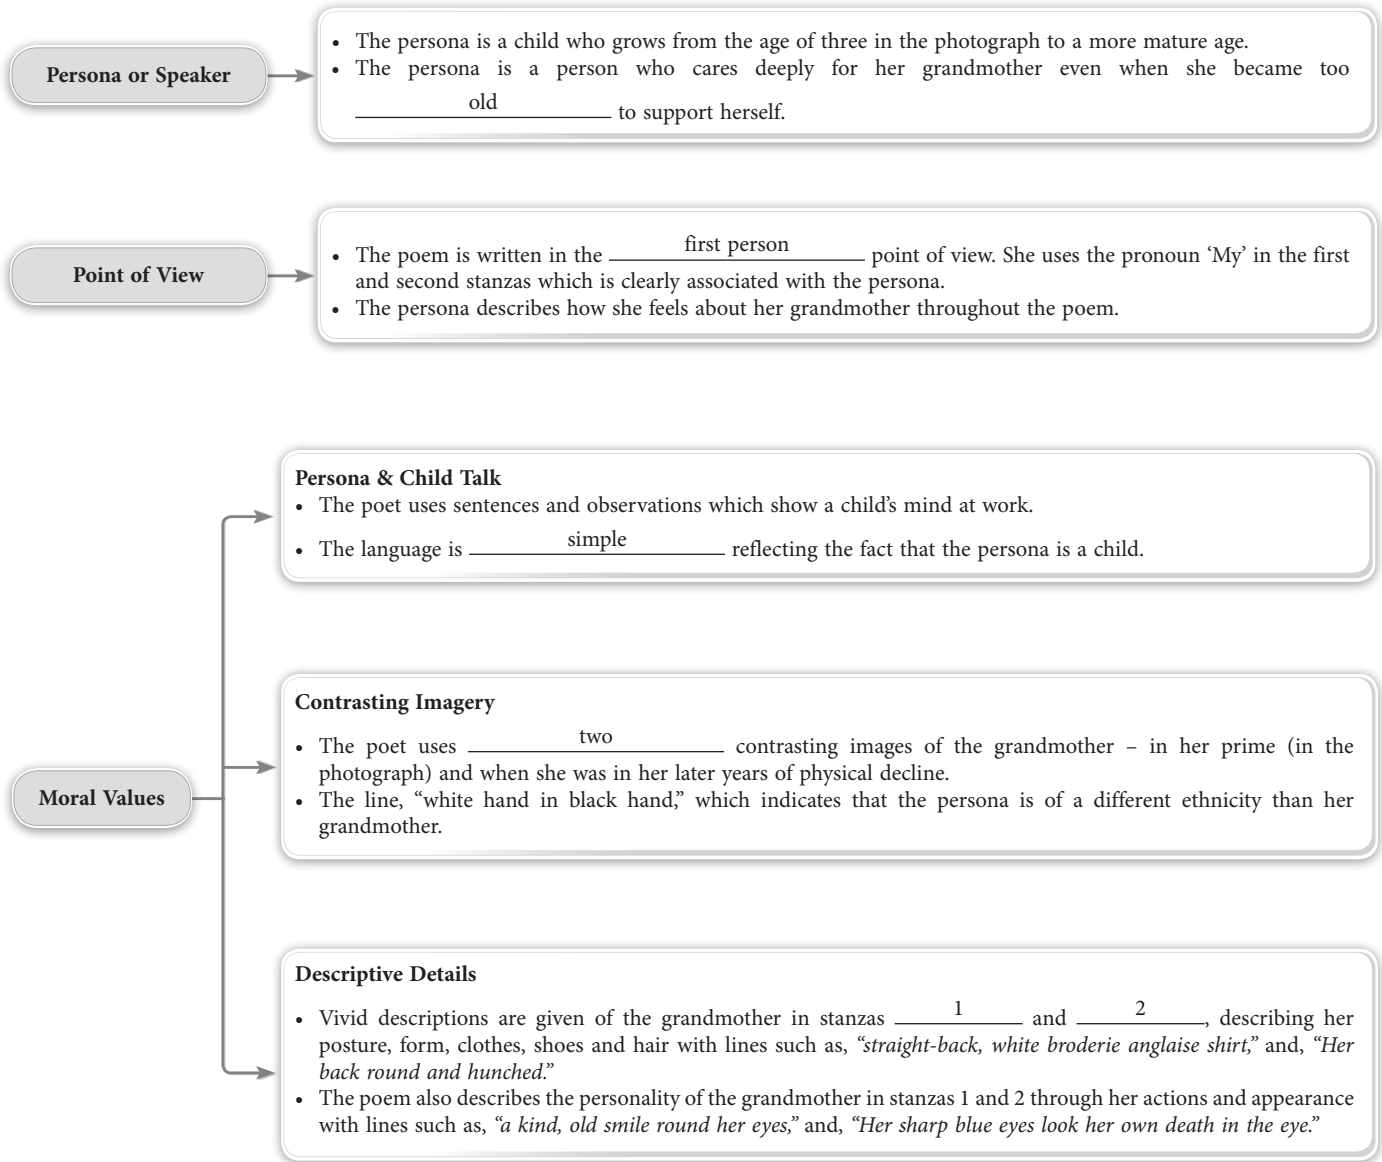 Persona or Speaker
• The persona is a child who grows from the age of three in the photograph to a more mature age.
• The persona is a person who cares deeply for her grandmother even when she became too
old to support herself.
Point of View
• The poem is written in the first person point of view. She uses the pronoun ‘My’ in the first
and second stanzas which is clearly associated with the persona.
• The persona describes how she feels about her grandmother throughout the poem.
Moral Values
Persona & Child Talk
• The poet uses sentences and observations which show a child’s mind at work.
• The language is simple reflecting the fact that the persona is a child.
Contrasting Imagery
• The poet uses two contrasting images of the grandmother – in her prime (in the
photograph) and when she was in her later years of physical decline.
• The line, “white hand in black hand,” which indicates that the persona is of a different ethnicity than her
grandmother.
Descriptive Details
• Vivid descriptions are given of the grandmother in stanzas 1 and 2, describing her
posture, form, clothes, shoes and hair with lines such as, “straight-back, white broderie anglaise shirt,” and, “Her
back round and hunched.”
• The poem also describes the personality of the grandmother in stanzas 1 and 2 through her actions and appearance
with lines such as, “a kind, old smile round her eyes,” and, “Her sharp blue eyes look her own death in the eye.”